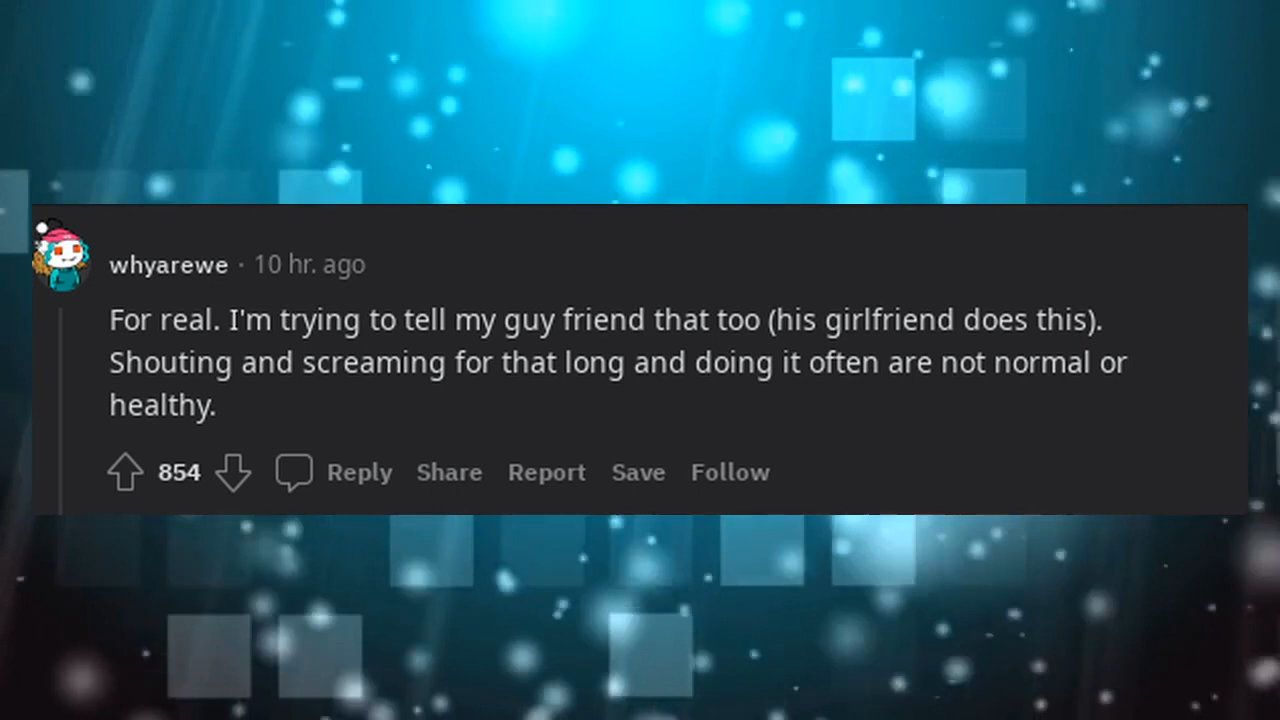 whyarewe · 10 hr. ago
For real. I'm trying to tell my guy friend that too (his girlfriend does this).
Shouting and screaming for that long and doing it often are not normal or
healthy.
854 Reply Share Report Save Follow